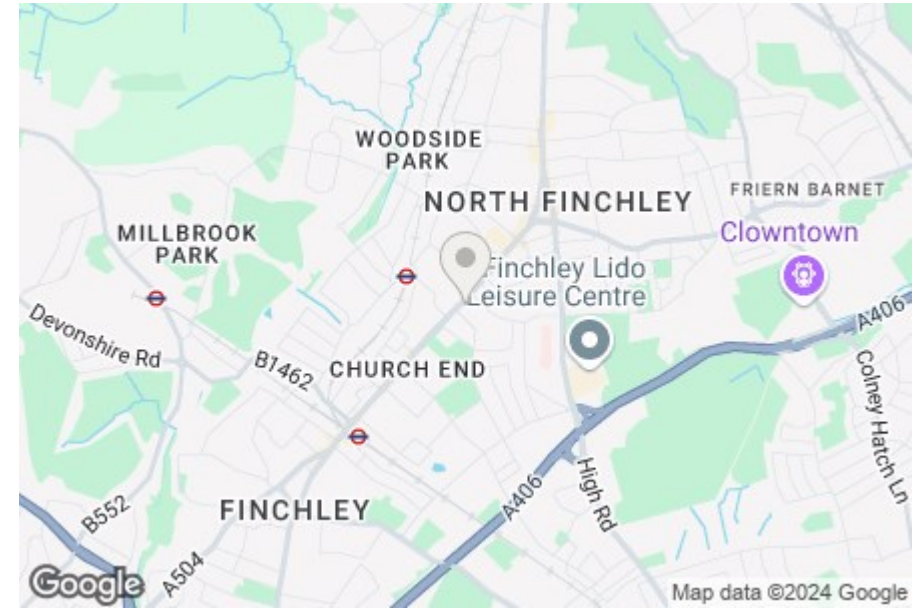 WOODSIDE
PARK
NORTH FINCHLEY
FRIERN BARNET
Clowntown
MILLBROOK
PARK
Finchley Lido
Leisure Centre
Devonshire Rd
B1462
CHURCH END
A406
Colney Hatch Ln
A406
High Rd
B552
FINCHLEY
A504
Google
Map data ©2024 Google